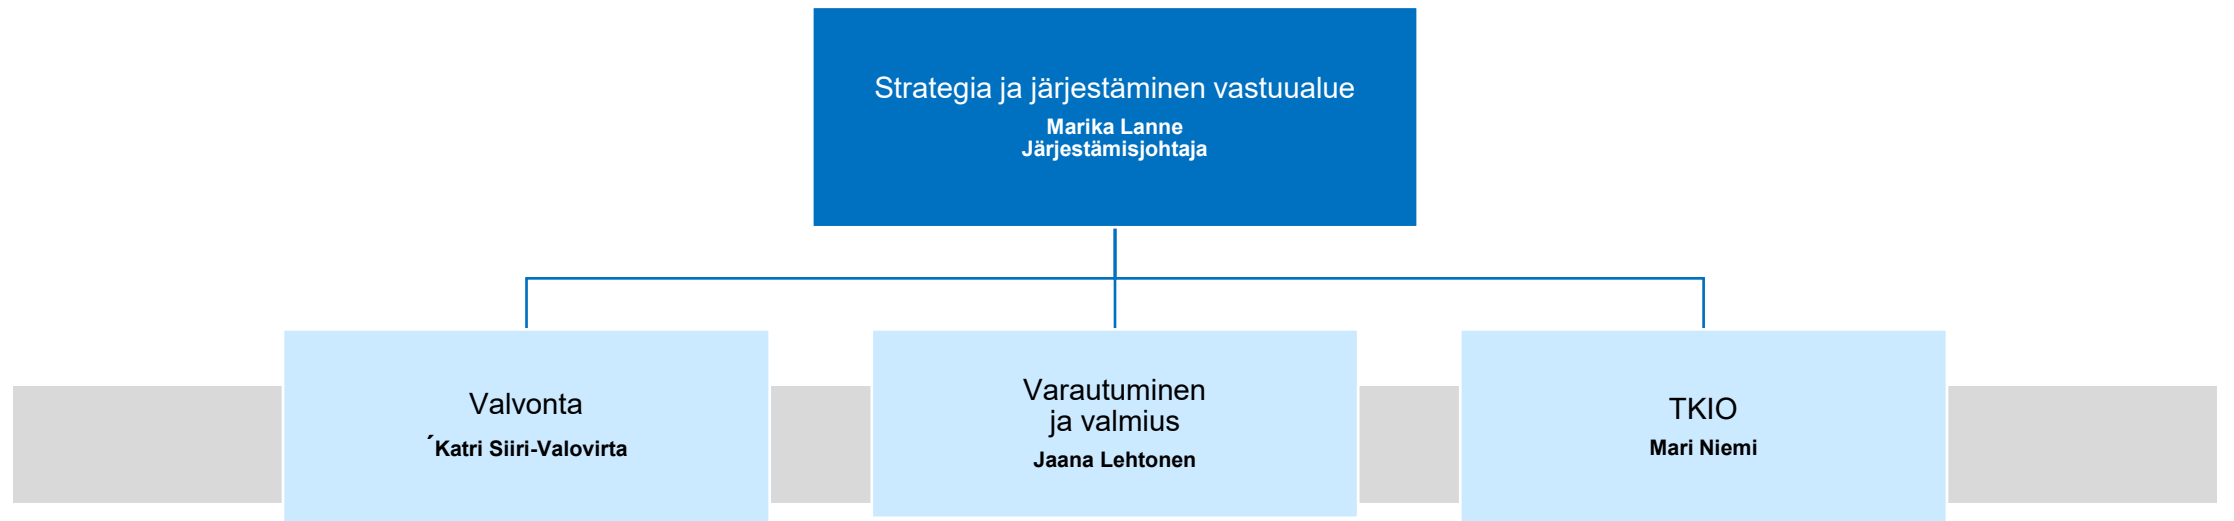 Strategia ja järjestäminen vastuualue
Marika Lanne
Järjestämisjohtaja
Valvonta
´Katri Siiri-Valovirta
Varautuminen
ja valmius
Jaana Lehtonen
TKIO
Mari Niemi